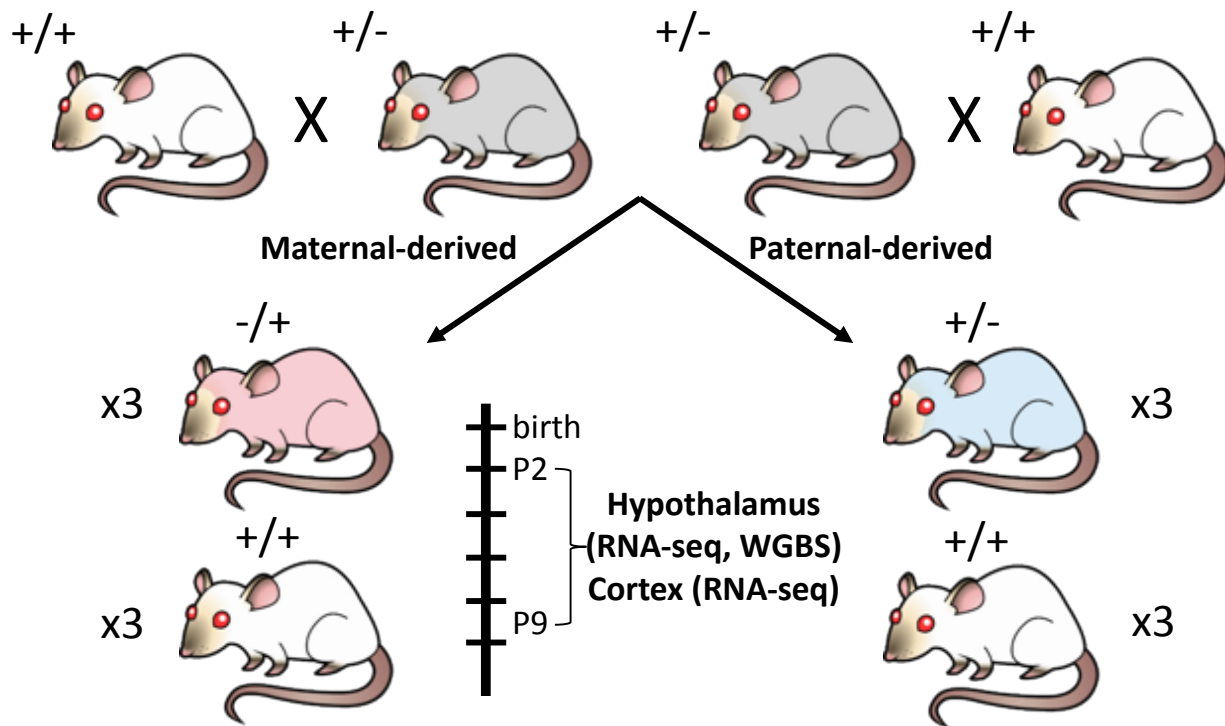 +/+
+/-
+/-
+/+
X
X
Maternal-derived
Paternal-derived
-/+
+/-
x3
x3
birth
P2
Hypothalamus
(RNA-seq, WGBS)
Cortex (RNA-seq)
+/+
+/+
x3
x3
P9